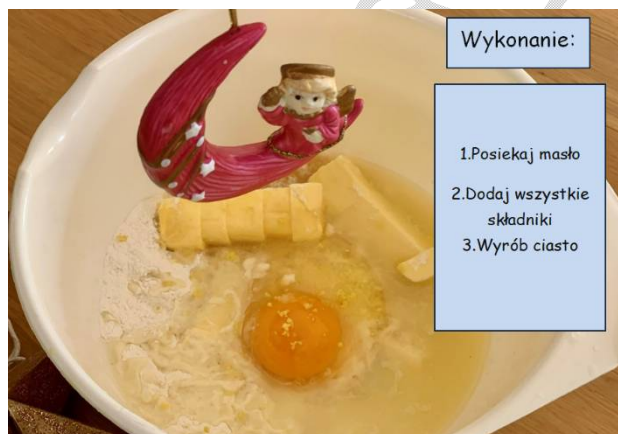 Wykonanie:
1.Posiekaj masło
2.Dodaj wszystkie
składniki
3.Wyrób ciasto